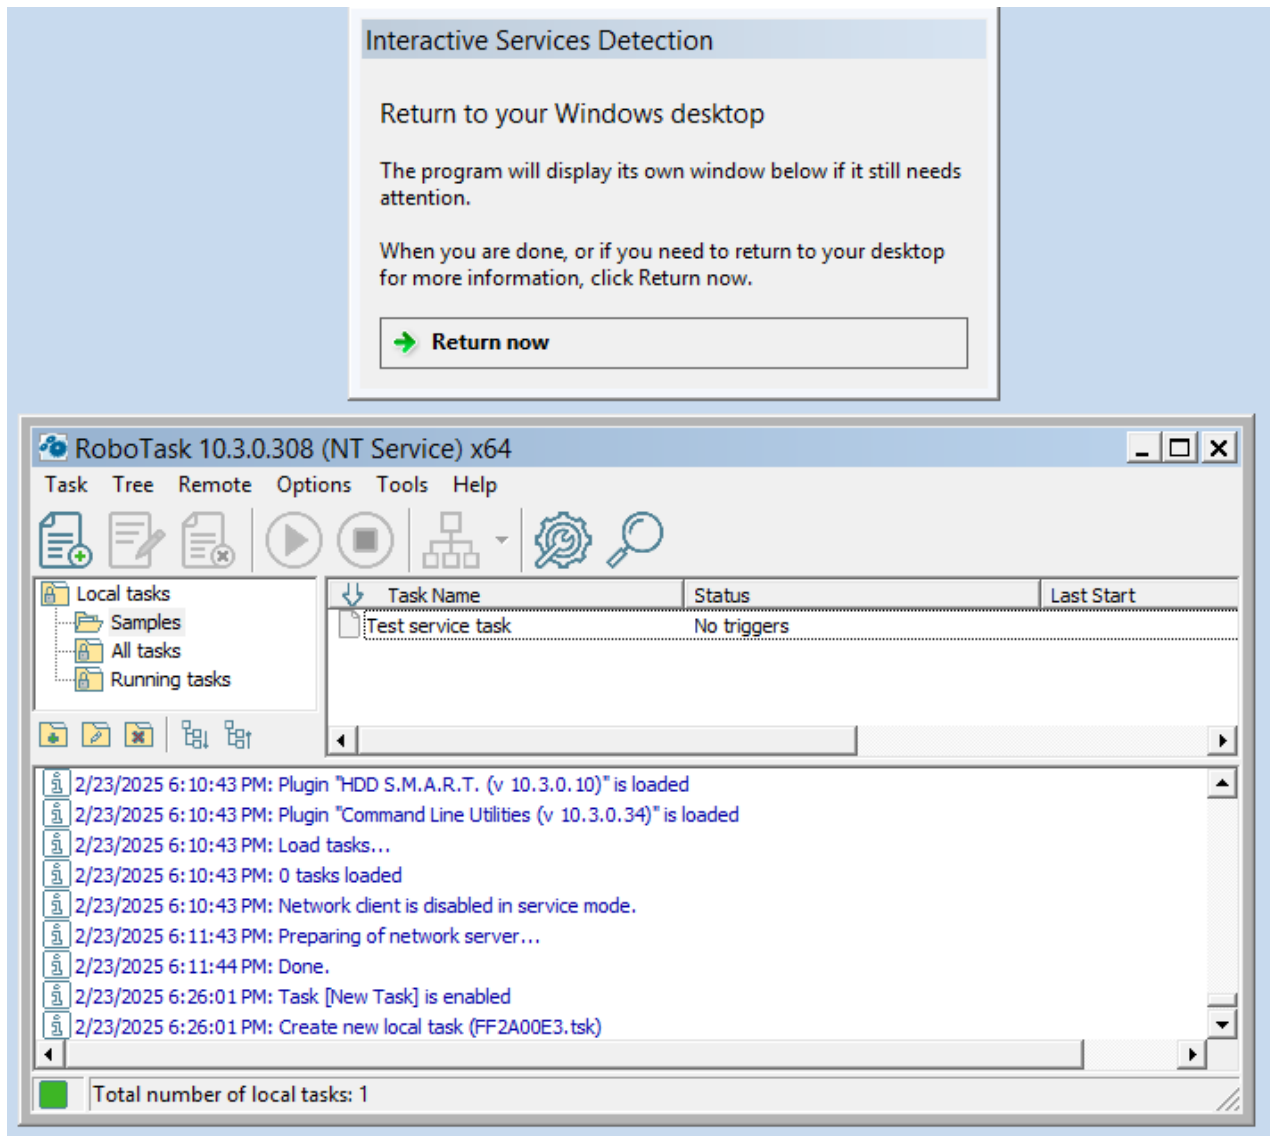 Interactive Services Detection
Return to your Windows desktop
The program will display its own window below if it still needs
attention.
When you are done, or if you need to return to your desktop
for more information, click Return now.
Return now
RoboTask 10.3.0.308 (NT Service) x64
Task Tree Remote Options Tools Help
Local tasks
Samples
All tasks
Running tasks
Task Name Status Last Start
Test service task No triggers
2/23/2025 6:10:43 PM: Plugin "HDD S.M.A.R.T. (v 10.3.0.10)" is loaded
2/23/2025 6:10:43 PM: Plugin "Command Line Utilities (v 10.3.0.34)" is loaded
2/23/2025 6:10:43 PM: Load tasks...
2/23/2025 6:10:43 PM: 0 tasks loaded
2/23/2025 6:10:43 PM: Network client is disabled in service mode.
2/23/2025 6:11:43 PM: Preparing of network server...
2/23/2025 6:11:44 PM: Done.
2/23/2025 6:26:01 PM: Task [New Task] is enabled
2/23/2025 6:26:01 PM: Create new local task (FF2A00E3.tsk)
Total number of local tasks: 1